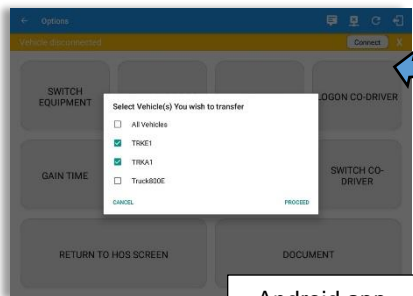 Options
Vehicle disconnected
Connect X
SWITCH
EQUIPMENT
LOGON CO-DRIVER
Select Vehicle(s) You wish to transfer
All Vehicles
TRKE1
TRKA1
Truck800E
CANCEL
PROCEED
GAIN TIME
SWITCH CO-
DRIVER
RETURN TO HOS SCREEN
DOCUMENT
Android app